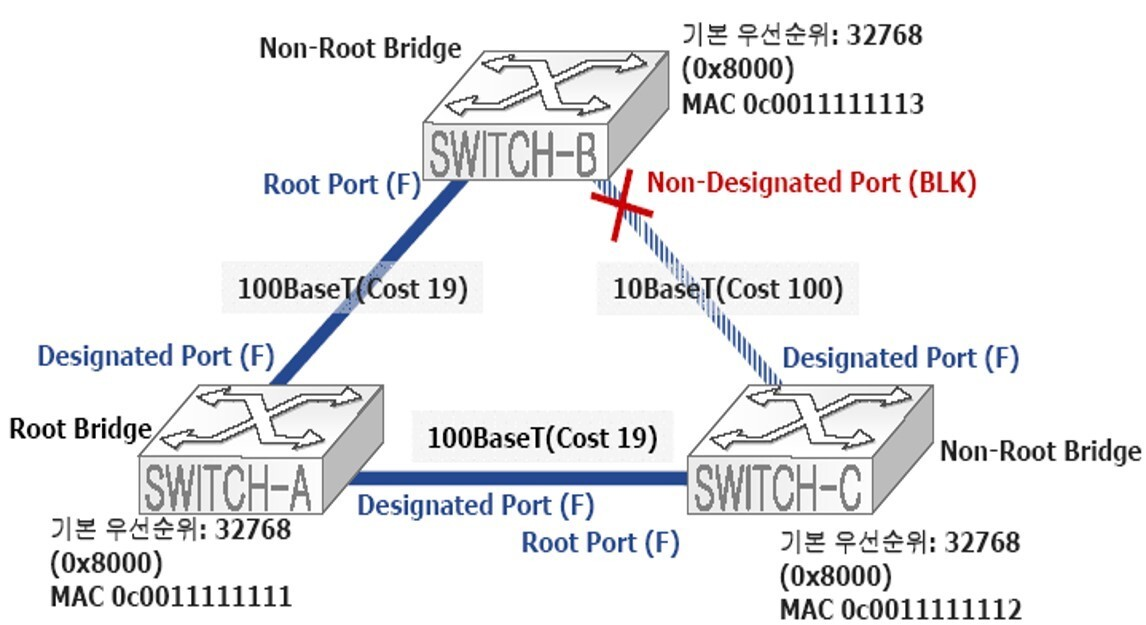 Non-Root Bridge
기본 우선순위: 32768
(0x8000)
MAC 0c0011111113
SWITCH-B
Root Port (F)
Non-Designated Port (BLK)
100BaseT(Cost 19)
10BaseT(Cost 100)
Designated Port (F)
Designated Port (F)
Root Bridge
100BaseT(Cost 19)
Non-Root Bridge
SWITCH-A
SWITCH-C
Designated Port (F)
Root Port (F)
기본 우선순위: 32768
(0x8000)
MAC 0c0011111111
기본 우선순위: 32768
(0x8000)
MAC 0c0011111112